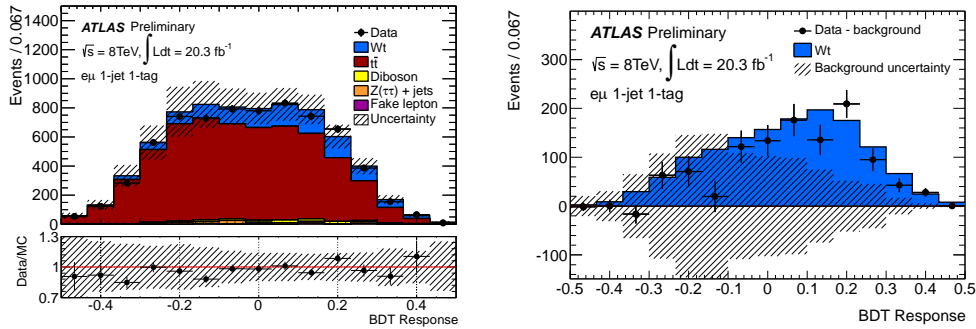 Events / 0.067
1400
1200
1000
800
600
400
200
0
ATLAS Preliminary
√s = 8TeV, ∫Ldt = 20.3 fb⁻¹
eμ 1-jet 1-tag
Data
Wt
tt̄
Diboson
Z(ττ) + jets
Fake lepton
Uncertainty
Data/MC
1.3
1
0.7
-0.4 -0.2 0 0.2 0.4
BDT Response
Events / 0.067
400
300
200
100
0
-100
ATLAS Preliminary
√s = 8TeV, ∫Ldt = 20.3 fb⁻¹
eμ 1-jet 1-tag
Data - background
Wt
Background uncertainty
-0.5 -0.4 -0.3 -0.2 -0.1 0 0.1 0.2 0.3 0.4 0.5
BDT Response